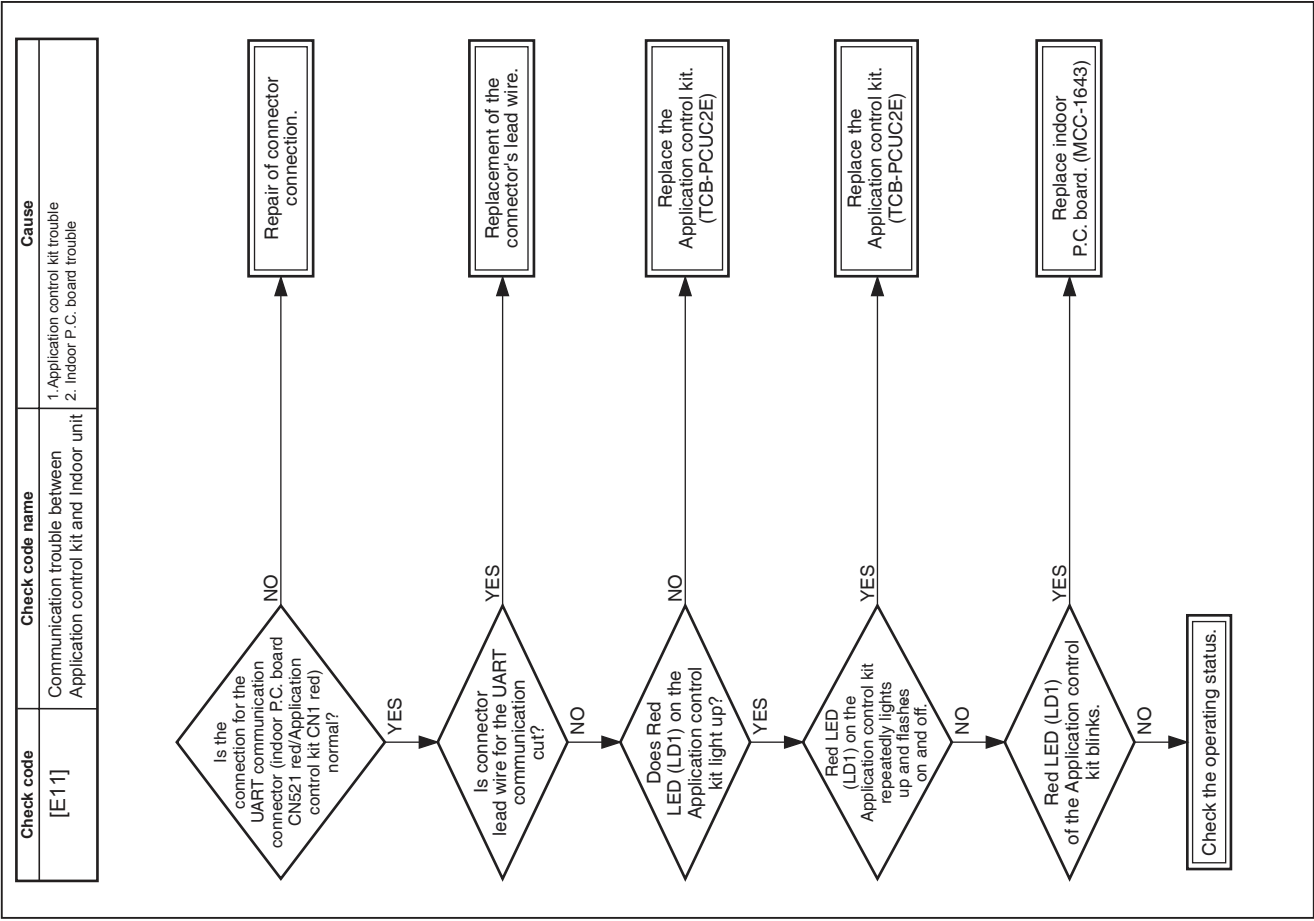 Check code
Check code name
Cause
[E11]
Communication trouble between
Application control kit and Indoor unit
1.Application control kit trouble
2. Indoor P.C. board trouble
Is the
connection for the
UART communication
connector (indoor P.C. board
CN521 red/Application
control kit CN1 red)
normal?
NO
Repair of connector
connection.
YES
Is connector
lead wire for the UART
communication
cut?
YES
Replacement of the
connector's lead wire.
NO
Does Red
LED (LD1) on the
Application control
kit light up?
NO
Replace the
Application control kit.
(TCB-PCUC2E)
YES
Red LED
(LD1) on the
Application control kit
repeatedly lights
up and flashes
on and off.
YES
Replace the
Application control kit.
(TCB-PCUC2E)
NO
Red LED (LD1)
of the Application control
kit blinks.
YES
Replace indoor
P.C. board. (MCC-1643)
NO
Check the operating status.